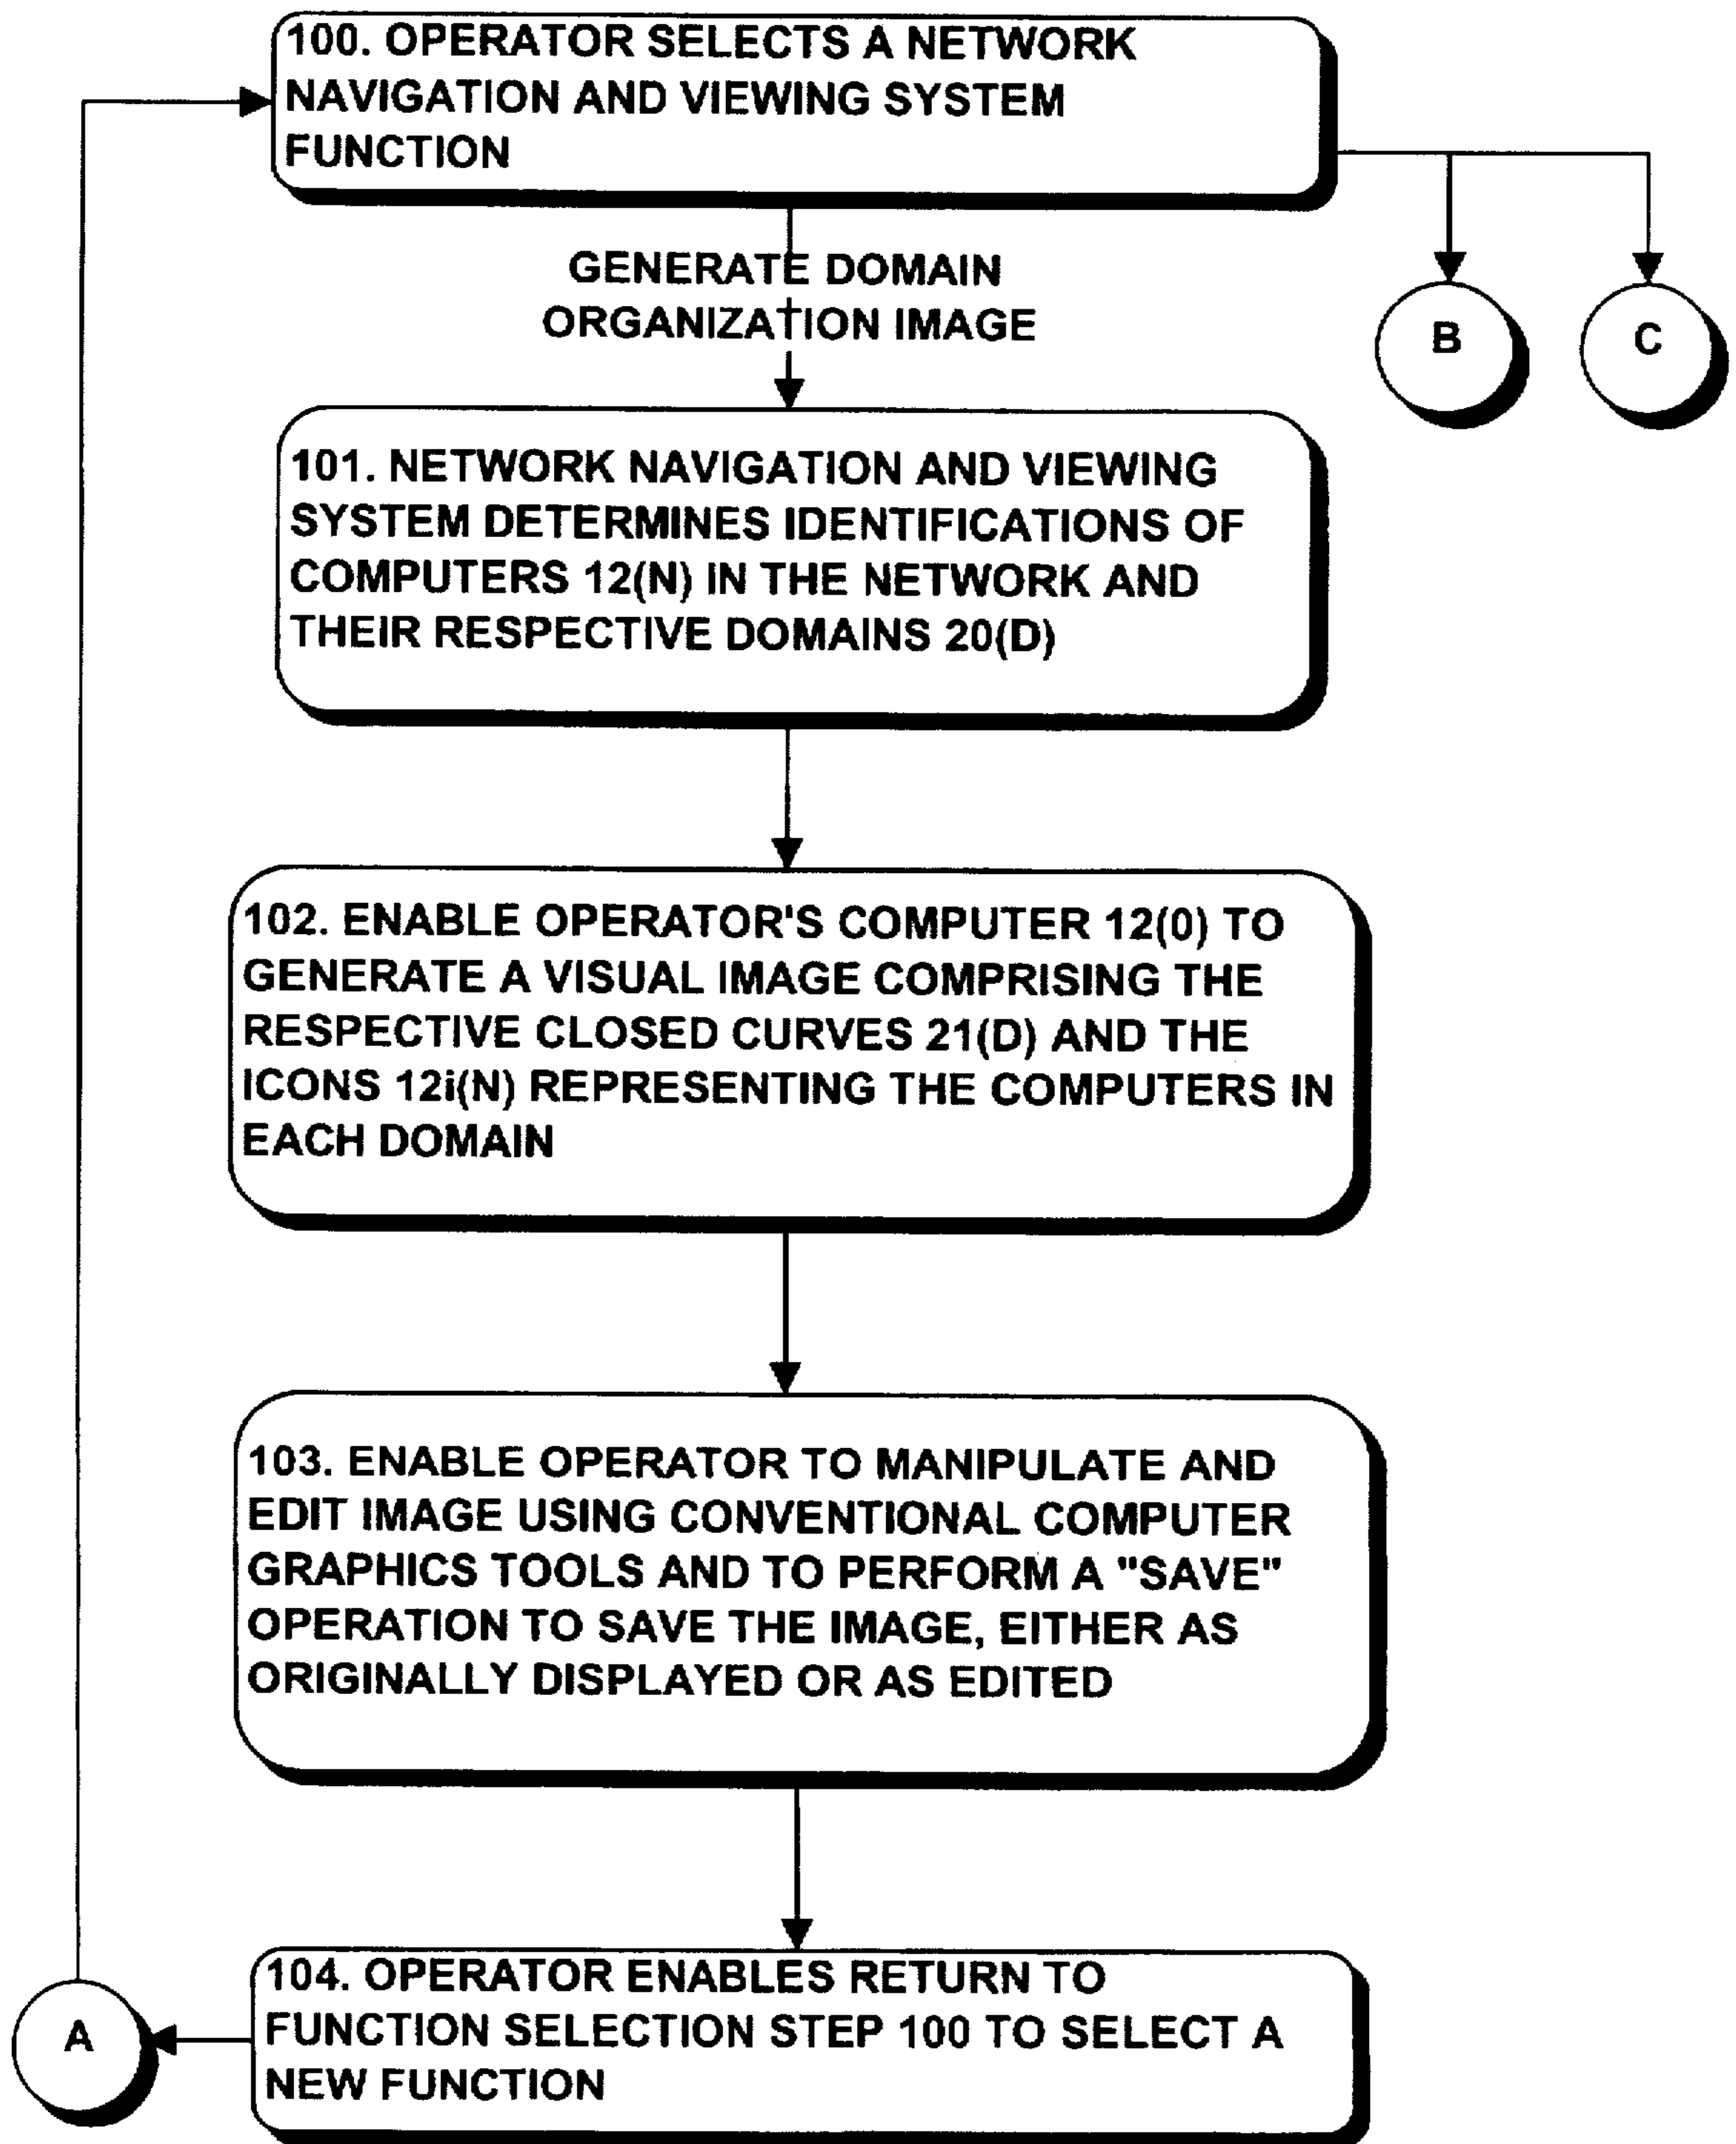 100. OPERATOR SELECTS A NETWORK
NAVIGATION AND VIEWING SYSTEM
FUNCTION
GENERATE DOMAIN
ORGANIZATION IMAGE
B
C
101. NETWORK NAVIGATION AND VIEWING
SYSTEM DETERMINES IDENTIFICATIONS OF
COMPUTERS 12(N) IN THE NETWORK AND
THEIR RESPECTIVE DOMAINS 20(D)
102. ENABLE OPERATOR'S COMPUTER 12(0) TO
GENERATE A VISUAL IMAGE COMPRISING THE
RESPECTIVE CLOSED CURVES 21(D) AND THE
ICONS 12i(N) REPRESENTING THE COMPUTERS IN
EACH DOMAIN
103. ENABLE OPERATOR TO MANIPULATE AND
EDIT IMAGE USING CONVENTIONAL COMPUTER
GRAPHICS TOOLS AND TO PERFORM A "SAVE"
OPERATION TO SAVE THE IMAGE, EITHER AS
ORIGINALLY DISPLAYED OR AS EDITED
A
104. OPERATOR ENABLES RETURN TO
FUNCTION SELECTION STEP 100 TO SELECT A
NEW FUNCTION